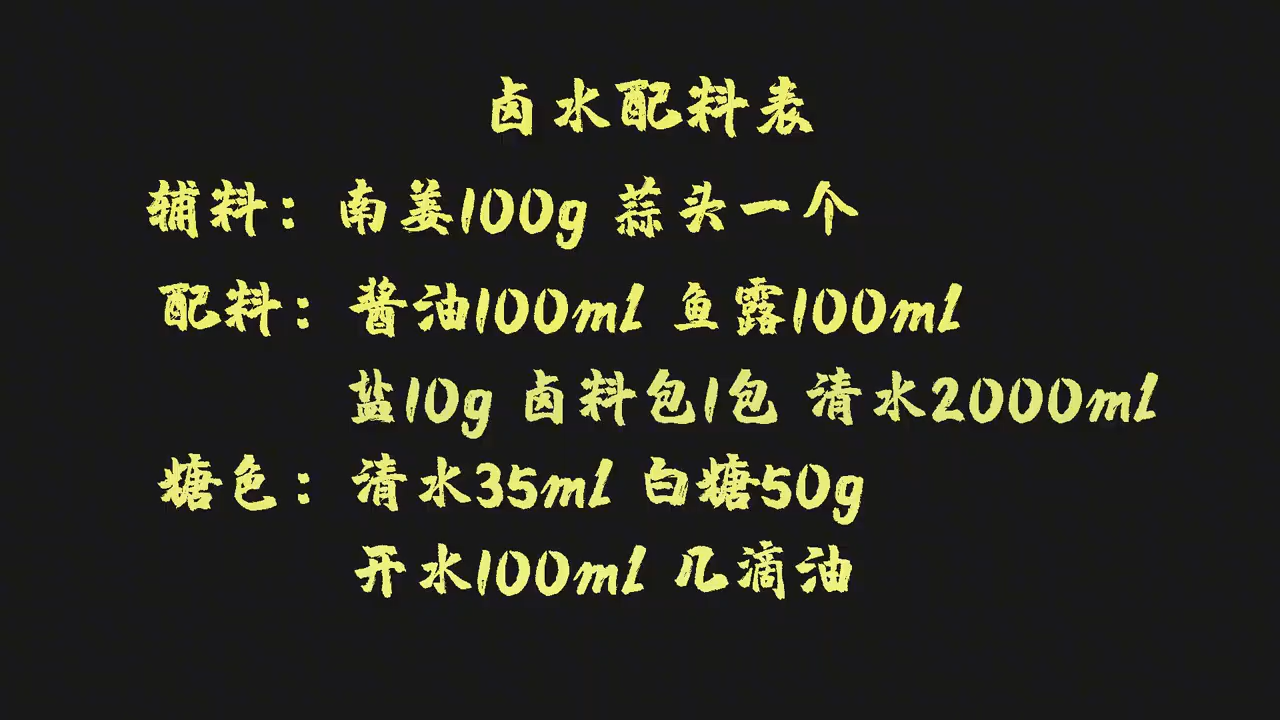 卤水配料表
辅料：南姜100g 蒜头一个
配料：酱油100ml 鱼露100ml
盐10g 卤料包1包 清水2000ml
糖色：清水35ml 白糖50g
开水100ml 几滴油